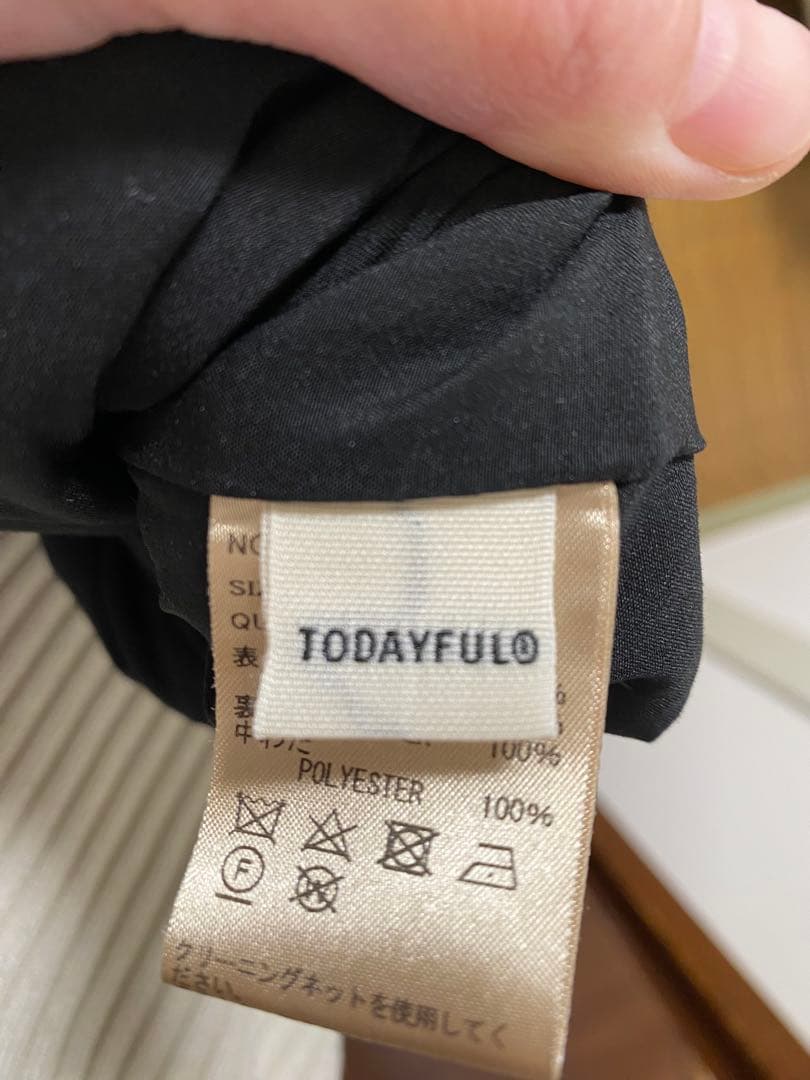 TODAYFUL®
NO
SI
QU
表
裏
中わた
100%
POLYESTER 100%
F
W
クリーニングネットを使用してく
ださい。